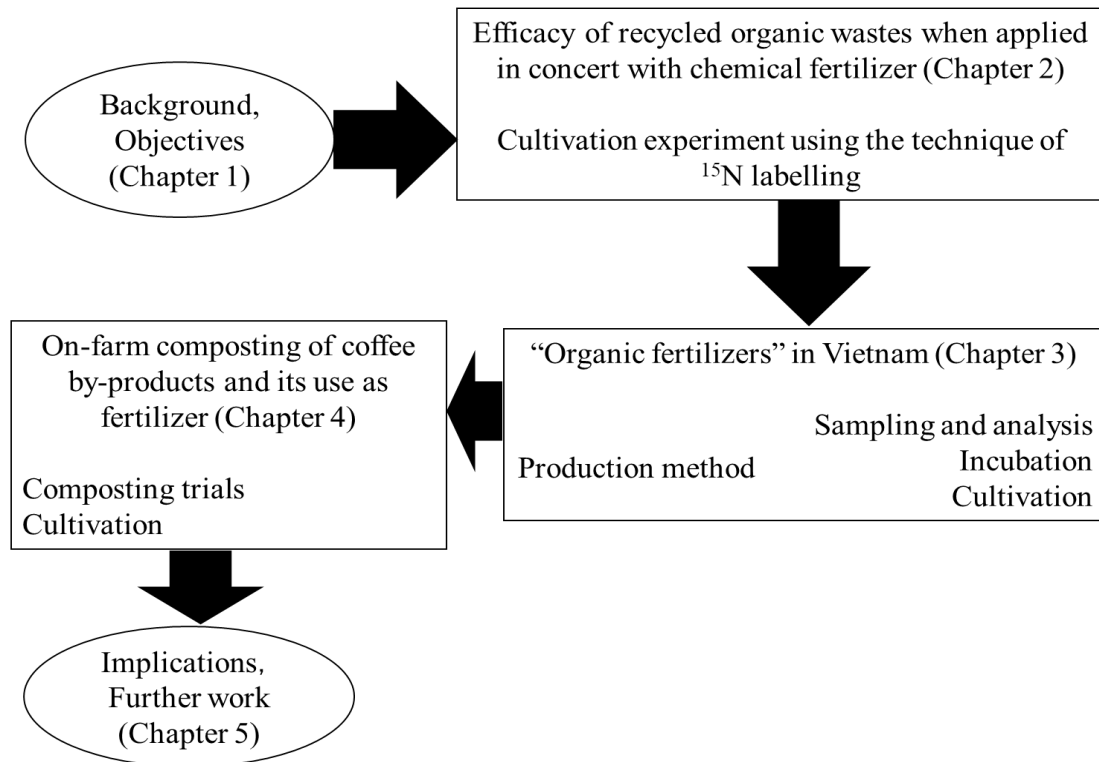 Background,
Objectives
(Chapter 1)
Efficacy of recycled organic wastes when applied
in concert with chemical fertilizer (Chapter 2)
Cultivation experiment using the technique of
¹⁵N labelling
“Organic fertilizers” in Vietnam (Chapter 3)
Sampling and analysis
Incubation
Production method
Cultivation
On-farm composting of coffee
by-products and its use as
fertilizer (Chapter 4)
Composting trials
Cultivation
Implications,
Further work
(Chapter 5)